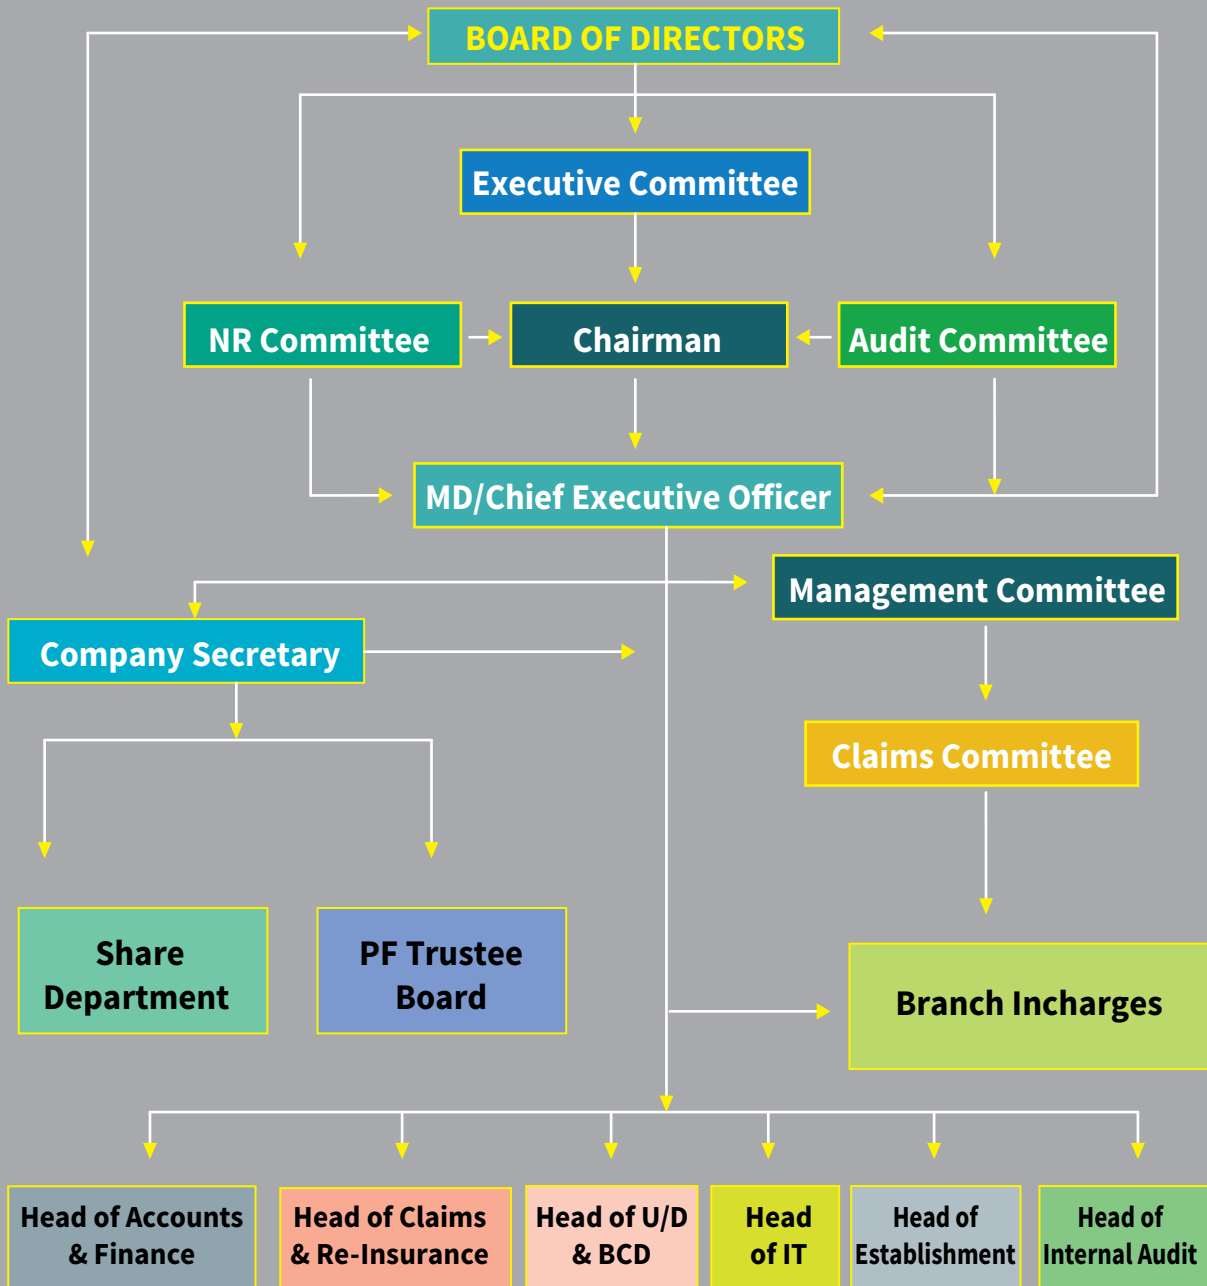 BOARD OF DIRECTORS
Executive Committee
NR Committee
Chairman
Audit Committee
MD/Chief Executive Officer
Management Committee
Company Secretary
Claims Committee
Share
Department
PF Trustee
Board
Branch Incharges
Head of Accounts
& Finance
Head of Claims
& Re-Insurance
Head of U/D
& BCD
Head
of IT
Head of
Establishment
Head of
Internal Audit